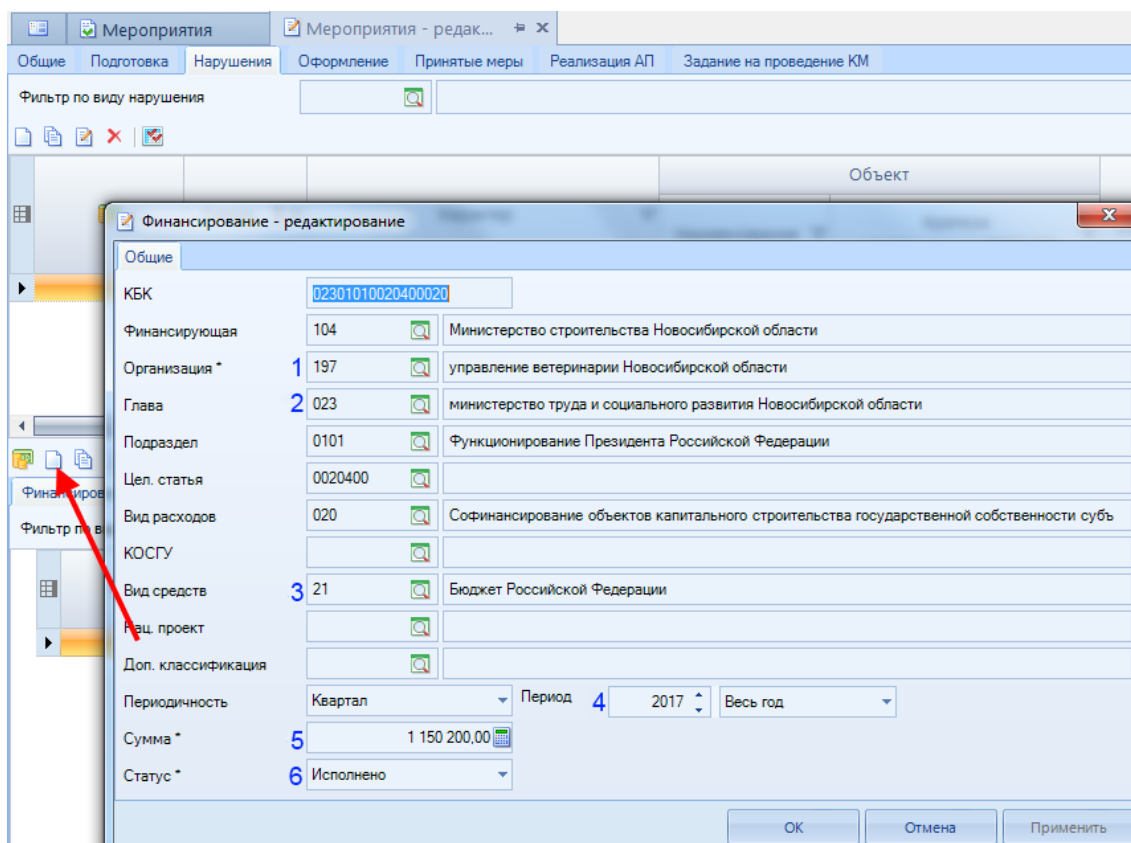 Мероприятия
Мероприятия - редак...
Общие Подготовка Нарушения Оформление Принятые меры Реализация АП Задание на проведение КМ
Фильтр по виду нарушения
Объект
Финансирование - редактирование
Общие
КБК 02301010020400020
Финансирующая 104 Министерство строительства Новосибирской области
Организация * 1 197 управление ветеринарии Новосибирской области
Глава 2 023 министерство труда и социального развития Новосибирской области
Подраздел 0101 Функционирование Президента Российской Федерации
Цел. статья 0020400
Финансиров
Вид расходов 020 Софинансирование объектов капитального строительства государственной собственности субъ
Фильтр по в
КОСГУ
Вид средств 3 21 Бюджет Российской Федерации
Нац. проект
Доп. классификация
Периодичность Квартал Период 4 2017 Весь год
Сумма * 5 1 150 200,00
Статус * 6 Исполнено
ОК Отмена Применить